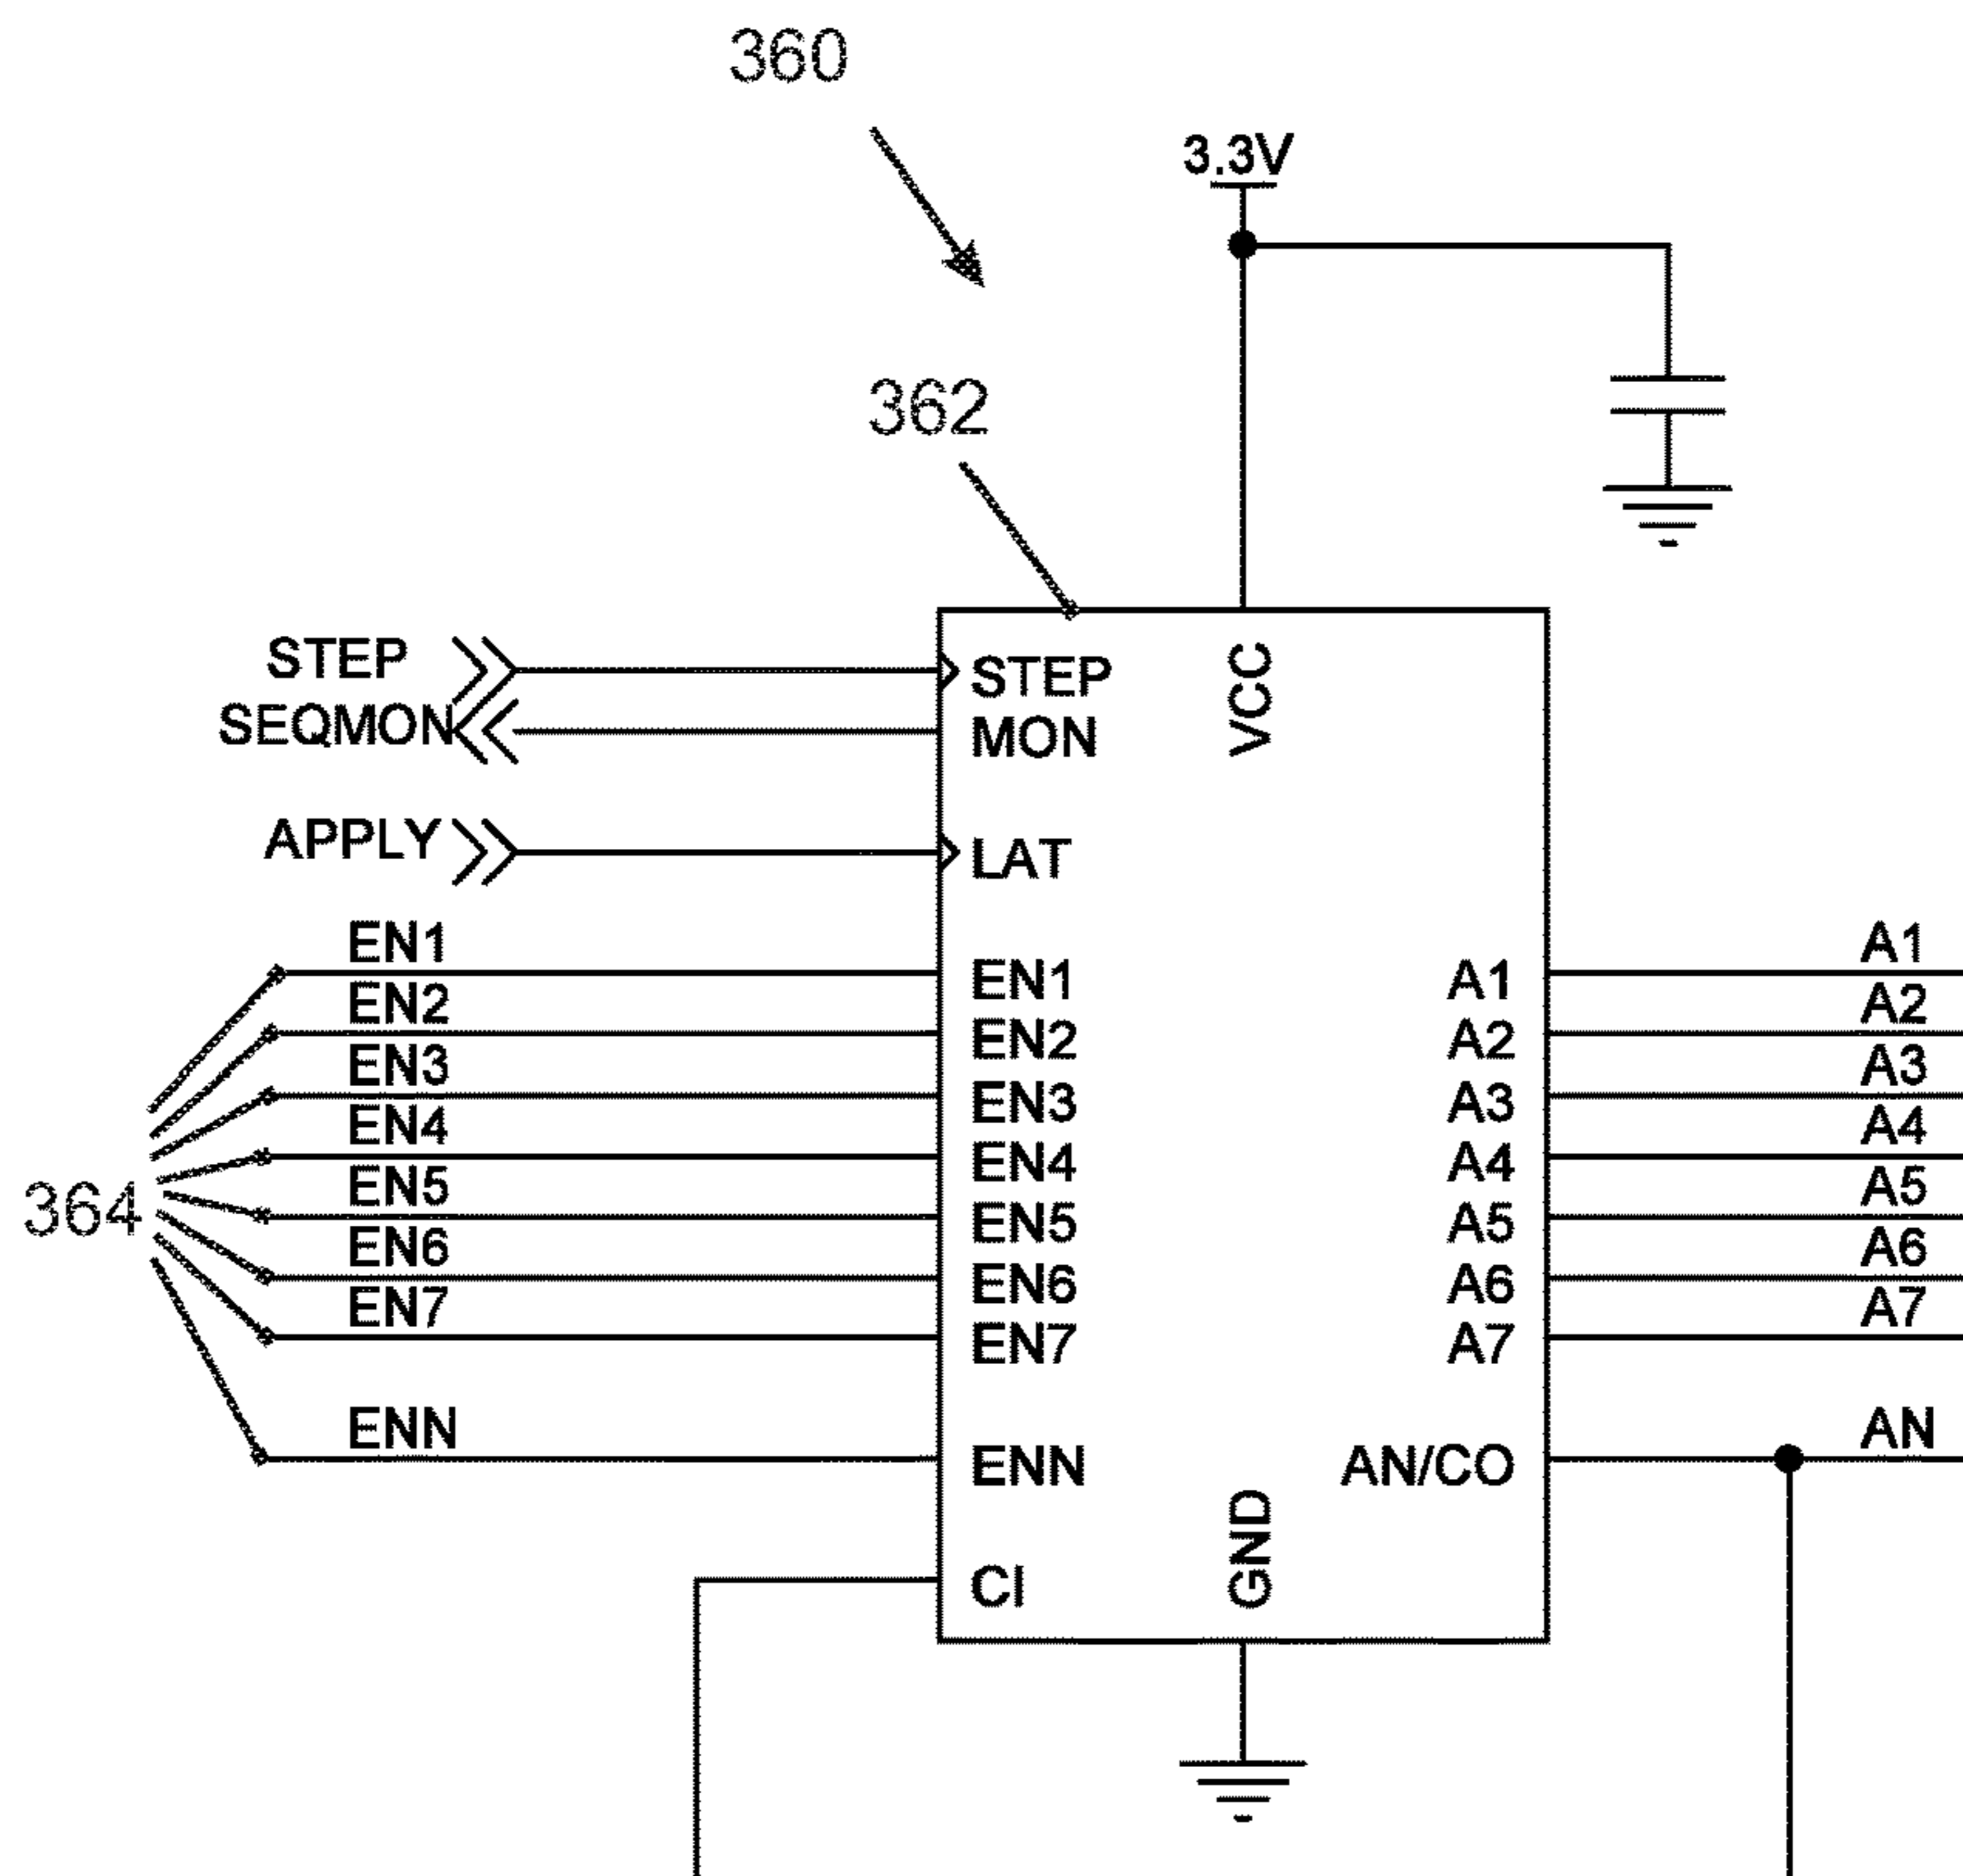 360
3.3V
362
STEP
SEQMON
APPLY
STEP
MON
LAT
VCC
EN1
EN2
EN3
EN4
EN5
EN6
EN7
ENN
364
EN1
EN2
EN3
EN4
EN5
EN6
EN7
ENN
CI
GND
A1
A2
A3
A4
A5
A6
A7
AN/CO
A1
A2
A3
A4
A5
A6
A7
AN